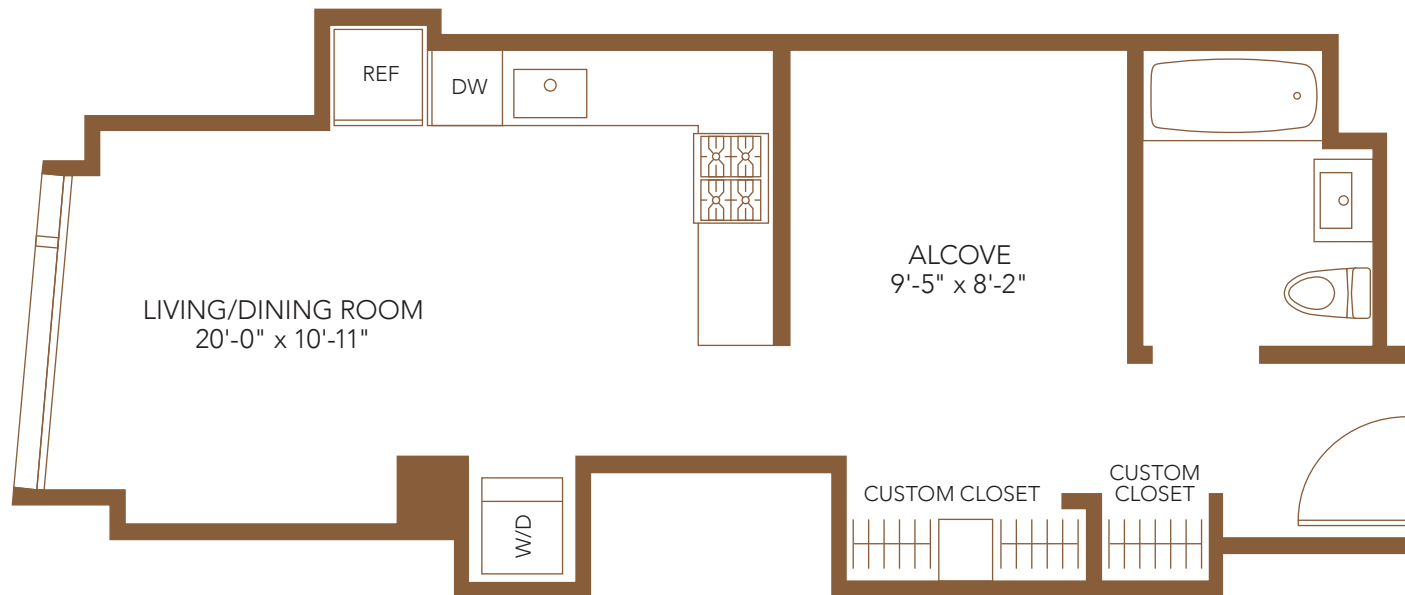 REF
DW
ALCOVE
9'-5" x 8'-2"
LIVING/DINING ROOM
20'-0" x 10'-11"
CUSTOM
CLOSET
CUSTOM CLOSET
W/D